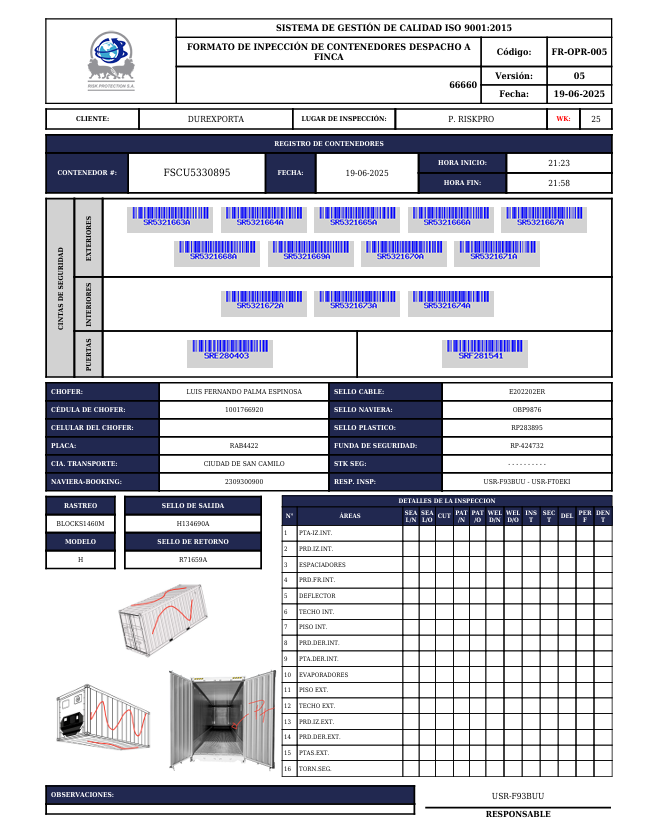 SISTEMA DE GESTIÓN DE CALIDAD ISO 9001:2015
RISK PROTECTION S.A.
FORMATO DE INPECCIÓN DE CONTENEDORES DESPACHO A
FINCA
Código: FR-OPR-005
66660
Versión: 05
Fecha: 19-06-2025
CLIENTE: DUREXPORTA LUGAR DE INSPECCIÓN: P. RISKPRO WK: 25
REGISTRO DE CONTENEDORES
CONTENEDOR #: FSCU5330895 FECHA: 19-06-2025
HORA INICIO: 21:23
HORA FIN: 21:58
CINTAS DE SEGURIDAD
EXTERIORES
SR5321663A SR5321664A SR5321665A SR5321666A SR5321667A
SR5321668A SR5321669A SR5321670A SR5321671A
INTERIORES
SR5321672A SR5321673A SR5321674A
PUERTAS
SRE280403 SRF281541
CHOFER: LUIS FERNANDO PALMA ESPINOSA SELLO CABLE: E202202ER
CÉDULA DE CHOFER: 1001766920 SELLO NAVIERA: OBP9876
CELULAR DEL CHOFER: SELLO PLASTICO: RP283895
PLACA: RAB4422 FUNDA DE SEGURIDAD: RP-424732
CIA. TRANSPORTE: CIUDAD DE SAN CAMILO STK SEG: - - - - - - - - - -
NAVIERA-BOOKING: 2309300900 RESP. INSP: USR-F93BUU - USR-FT0EKI
RASTREO SELLO DE SALIDA
BLOCKS1460M H134690A
MODELO SELLO DE RETORNO
H R71659A
DETALLES DE LA INSPECCION
N° ÁREAS SEA L/N SEA L/O CUT PAT /N PAT /O WEL D/N WEL D/O INS T SEC T DEL PER F DEN T
1 PTA-IZ.INT.
2 PRD.IZ.INT.
3 ESPACIADORES
4 PRD.FR.INT.
5 DEFLECTOR
6 TECHO INT.
7 PISO INT.
8 PRD.DER.INT.
9 PTA.DER.INT.
10 EVAPORADORES
11 PISO EXT.
12 TECHO EXT.
13 PRD.IZ.EXT.
14 PRD.DER.EXT.
15 PTAS.EXT.
16 TORN.SEG.
OBSERVACIONES:
USR-F93BUU
RESPONSABLE